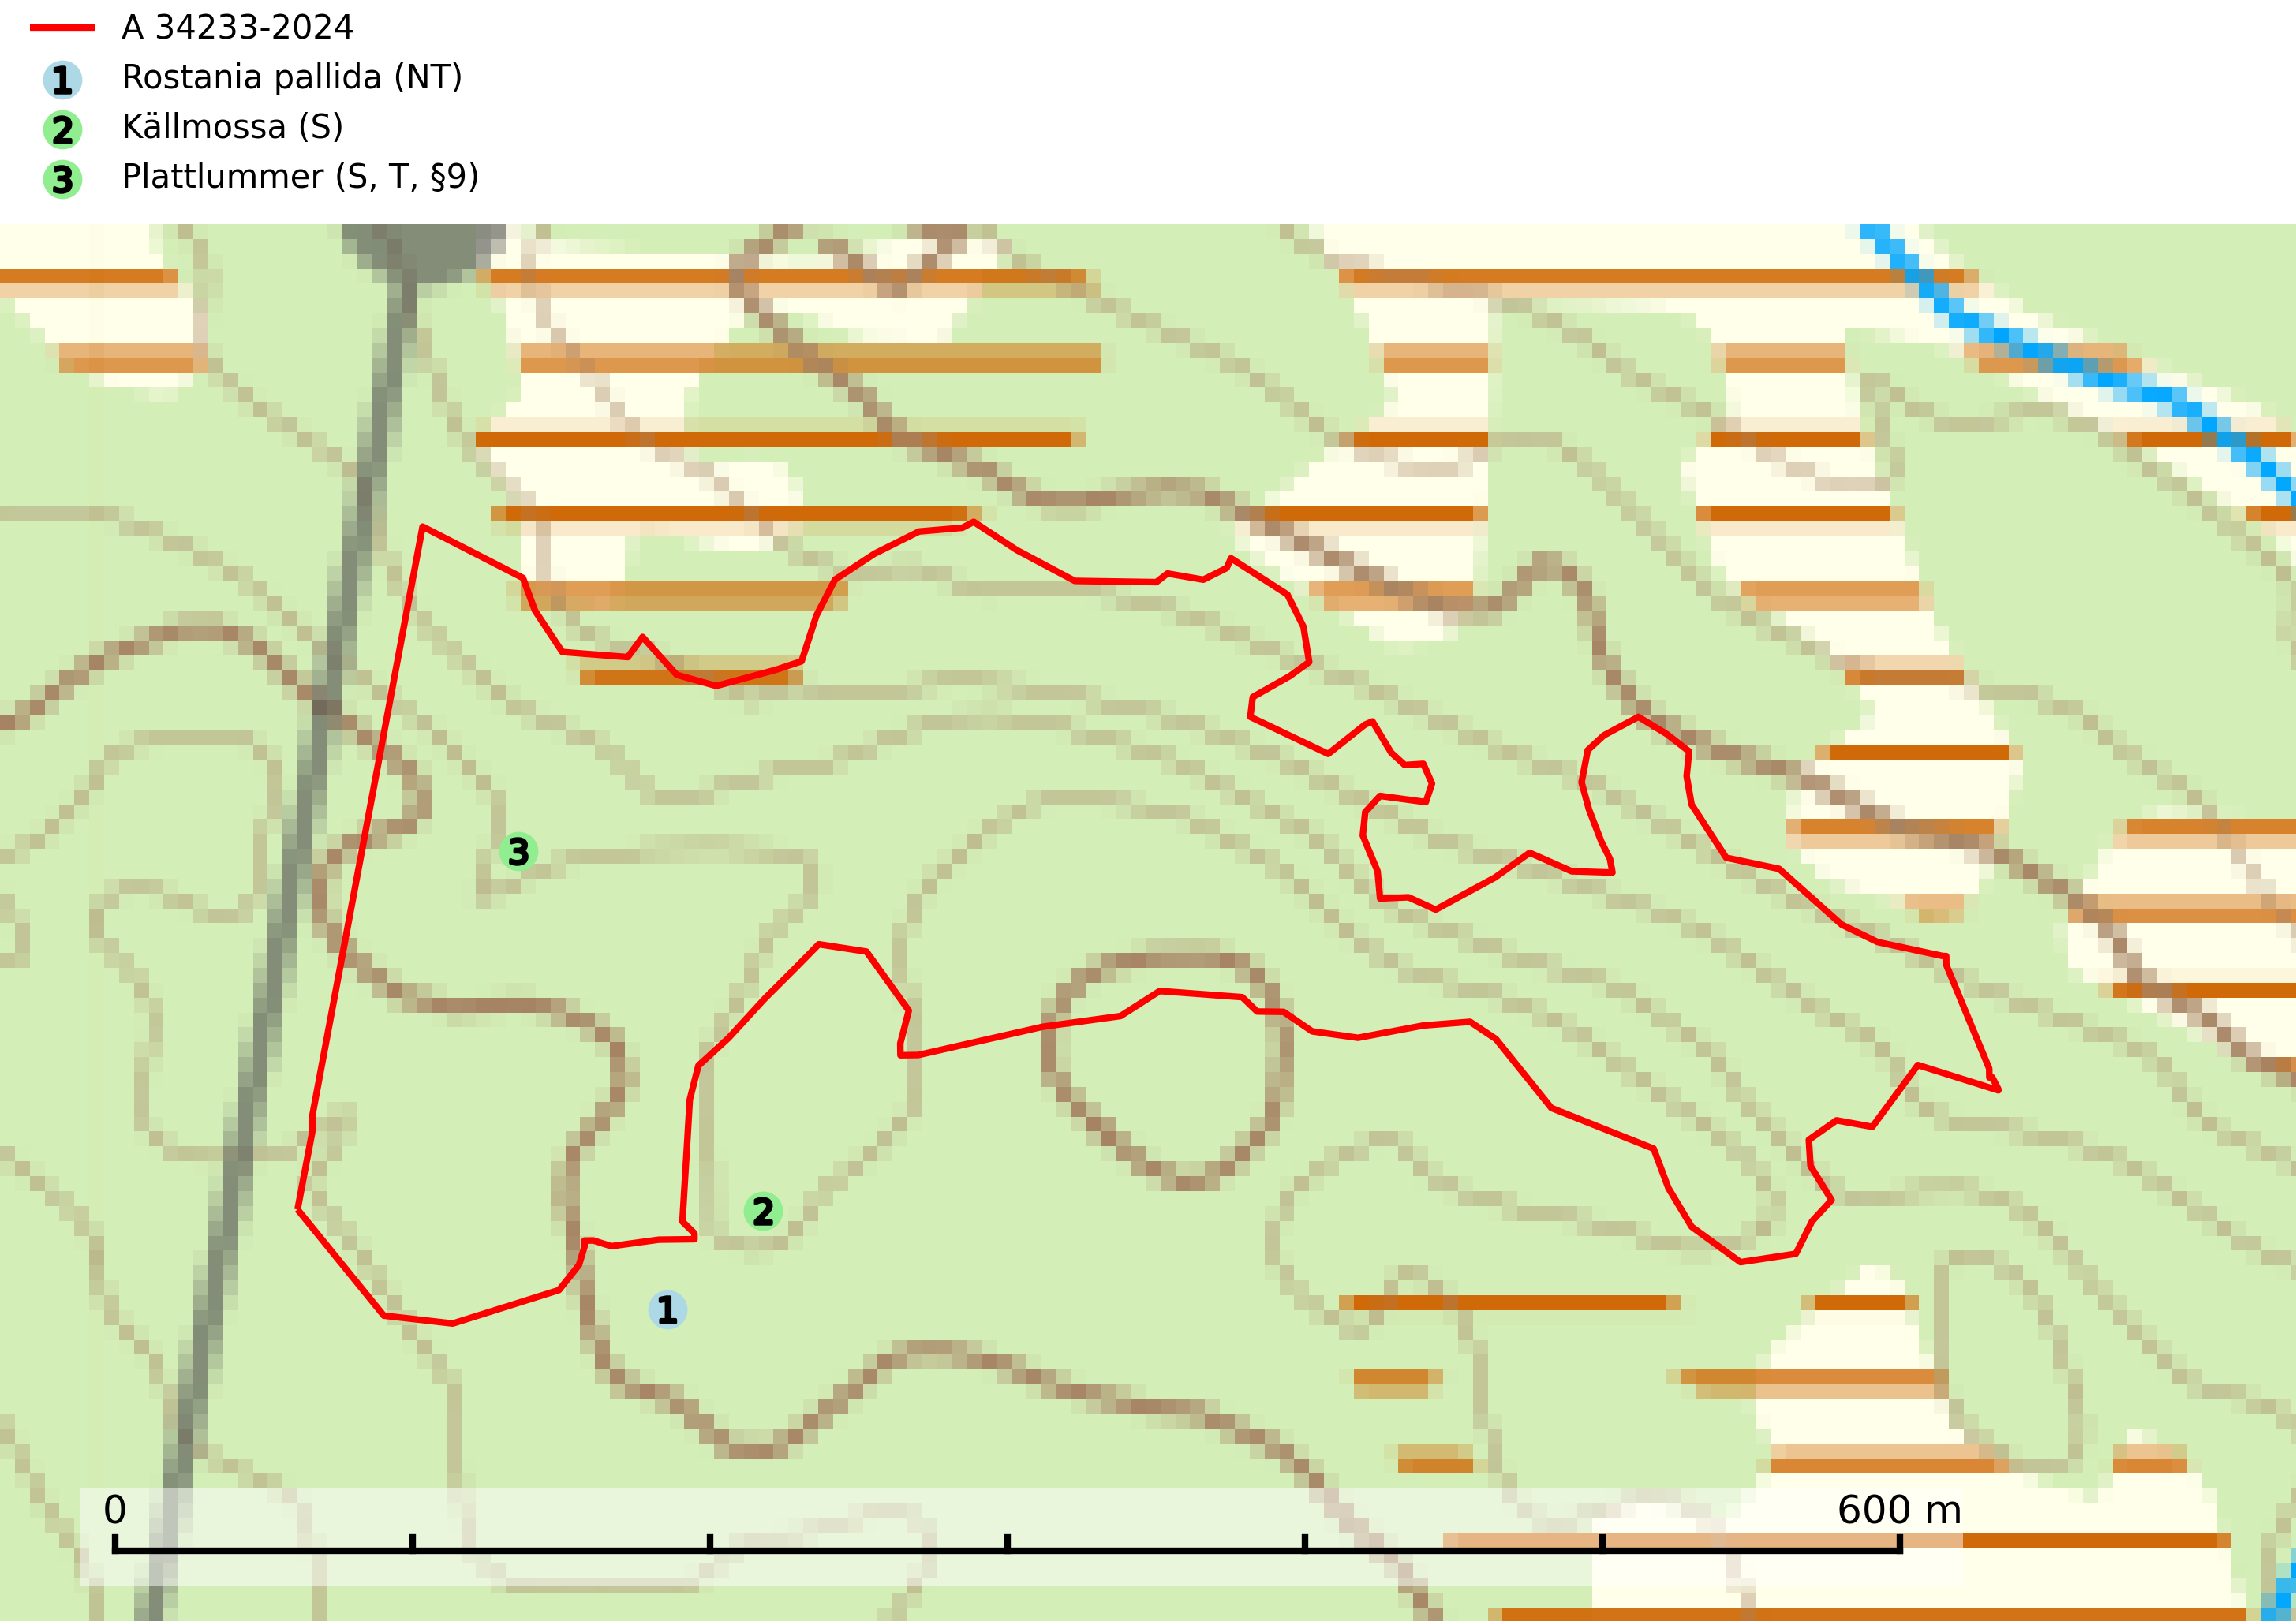 A 34233-2024
1 Rostania pallida (NT)
2 Källmossa (S)
3 Plattlummer (S, T, §9)
3
2
1
0 600 m